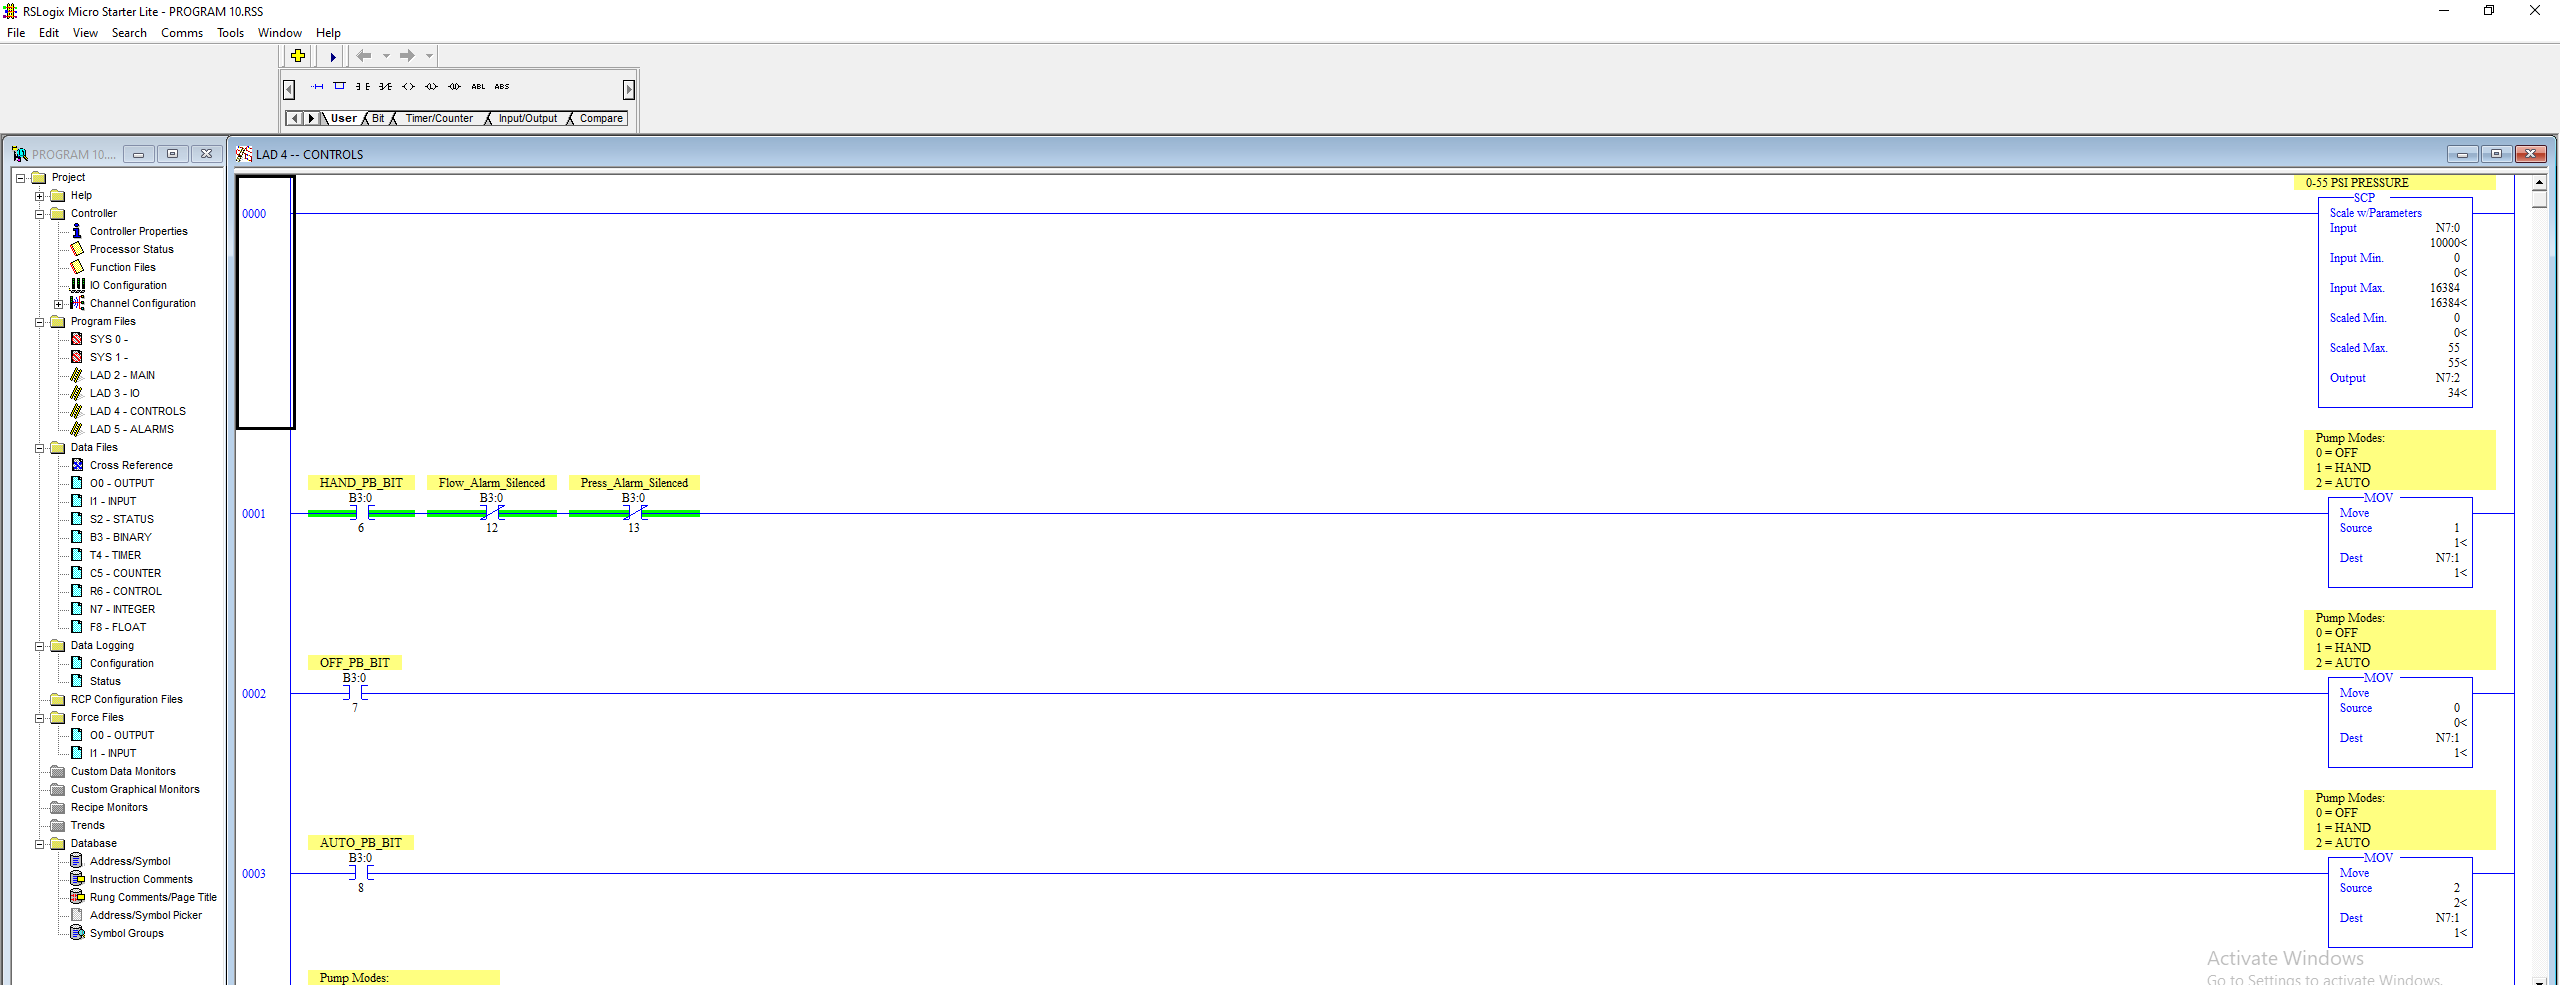 RSLogix Micro Starter Lite - PROGRAM 10.RSS
File Edit View Search Comms Tools Window Help
ABL ABS
User Bit Timer/Counter Input/Output Compare
PROGRAM 10....
Project
Help
Controller
Controller Properties
Processor Status
Function Files
IO Configuration
Channel Configuration
Program Files
SYS 0 -
SYS 1 -
LAD 2 - MAIN
LAD 3 - IO
LAD 4 - CONTROLS
LAD 5 - ALARMS
Data Files
Cross Reference
O0 - OUTPUT
I1 - INPUT
S2 - STATUS
B3 - BINARY
T4 - TIMER
C5 - COUNTER
R6 - CONTROL
N7 - INTEGER
F8 - FLOAT
Data Logging
Configuration
Status
RCP Configuration Files
Force Files
O0 - OUTPUT
I1 - INPUT
Custom Data Monitors
Custom Graphical Monitors
Recipe Monitors
Trends
Database
Address/Symbol
Instruction Comments
Rung Comments/Page Title
Address/Symbol Picker
Symbol Groups
LAD 4 -- CONTROLS
0-55 PSI PRESSURE
SCP
0000
Scale w/Parameters
Input N7:0
10000<
Input Min. 0
0<
Input Max. 16384
16384<
Scaled Min. 0
0<
Scaled Max. 55
55<
Output N7:2
34<
Pump Modes:
0 = OFF
1 = HAND
2 = AUTO
HAND_PB_BIT Flow_Alarm_Silenced Press_Alarm_Silenced
B3:0 B3:0 B3:0
MOV
0001
Move
6 12 13
Source 1
1<
Dest N7:1
1<
Pump Modes:
0 = OFF
1 = HAND
2 = AUTO
OFF_PB_BIT
B3:0
MOV
0002
Move
7
Source 0
0<
Dest N7:1
1<
Pump Modes:
0 = OFF
1 = HAND
2 = AUTO
AUTO_PB_BIT
B3:0
MOV
0003
Move
8
Source 2
2<
Dest N7:1
1<
Pump Modes:
Activate Windows
Go to Settings to activate Windows.